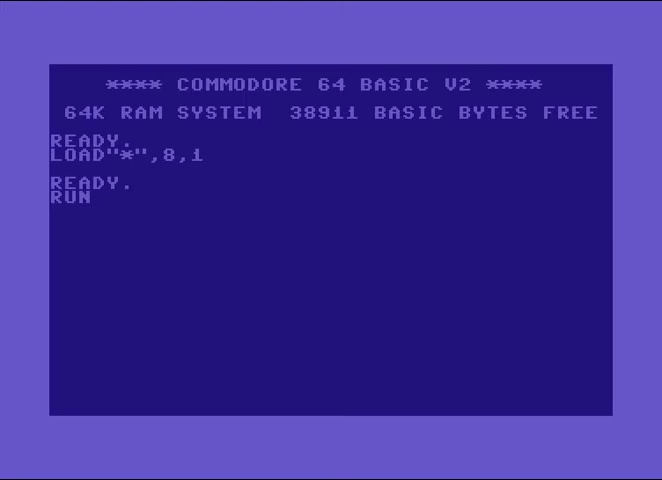 **** COMMODORE 64 BASIC V2 ****
64K RAM SYSTEM  38911 BASIC BYTES FREE
READY.
LOAD"*",8,1
READY.
RUN